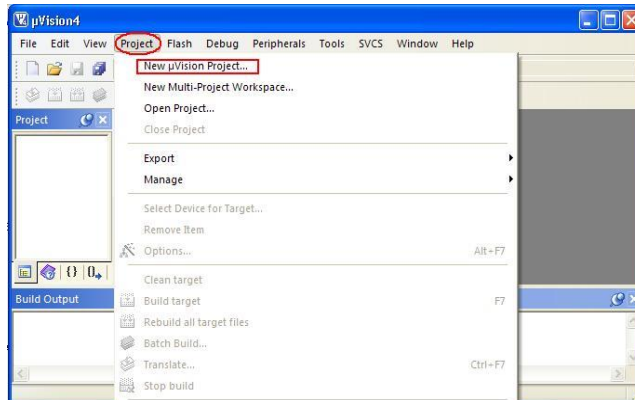 µVision4
File Edit View Project Flash Debug Peripherals Tools SVCS Window Help
New µVision Project...
New Multi-Project Workspace...
Open Project...
Close Project
Export
Manage
Select Device for Target...
Remove Item
Options... Alt+F7
Clean target
Build target F7
Rebuild all target files
Batch Build...
Translate... Ctrl+F7
Stop build
Project
Build Output